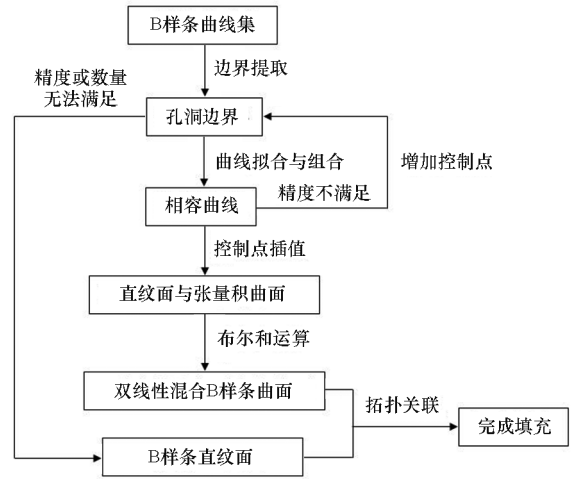 B样条曲线集
边界提取
精度或数量
无法满足
孔洞边界
曲线拟合与组合
增加控制点
相容曲线
精度不满足
控制点插值
直纹面与张量积曲面
布尔和运算
双线性混合B样条曲面
拓扑关联
完成填充
B样条直纹面